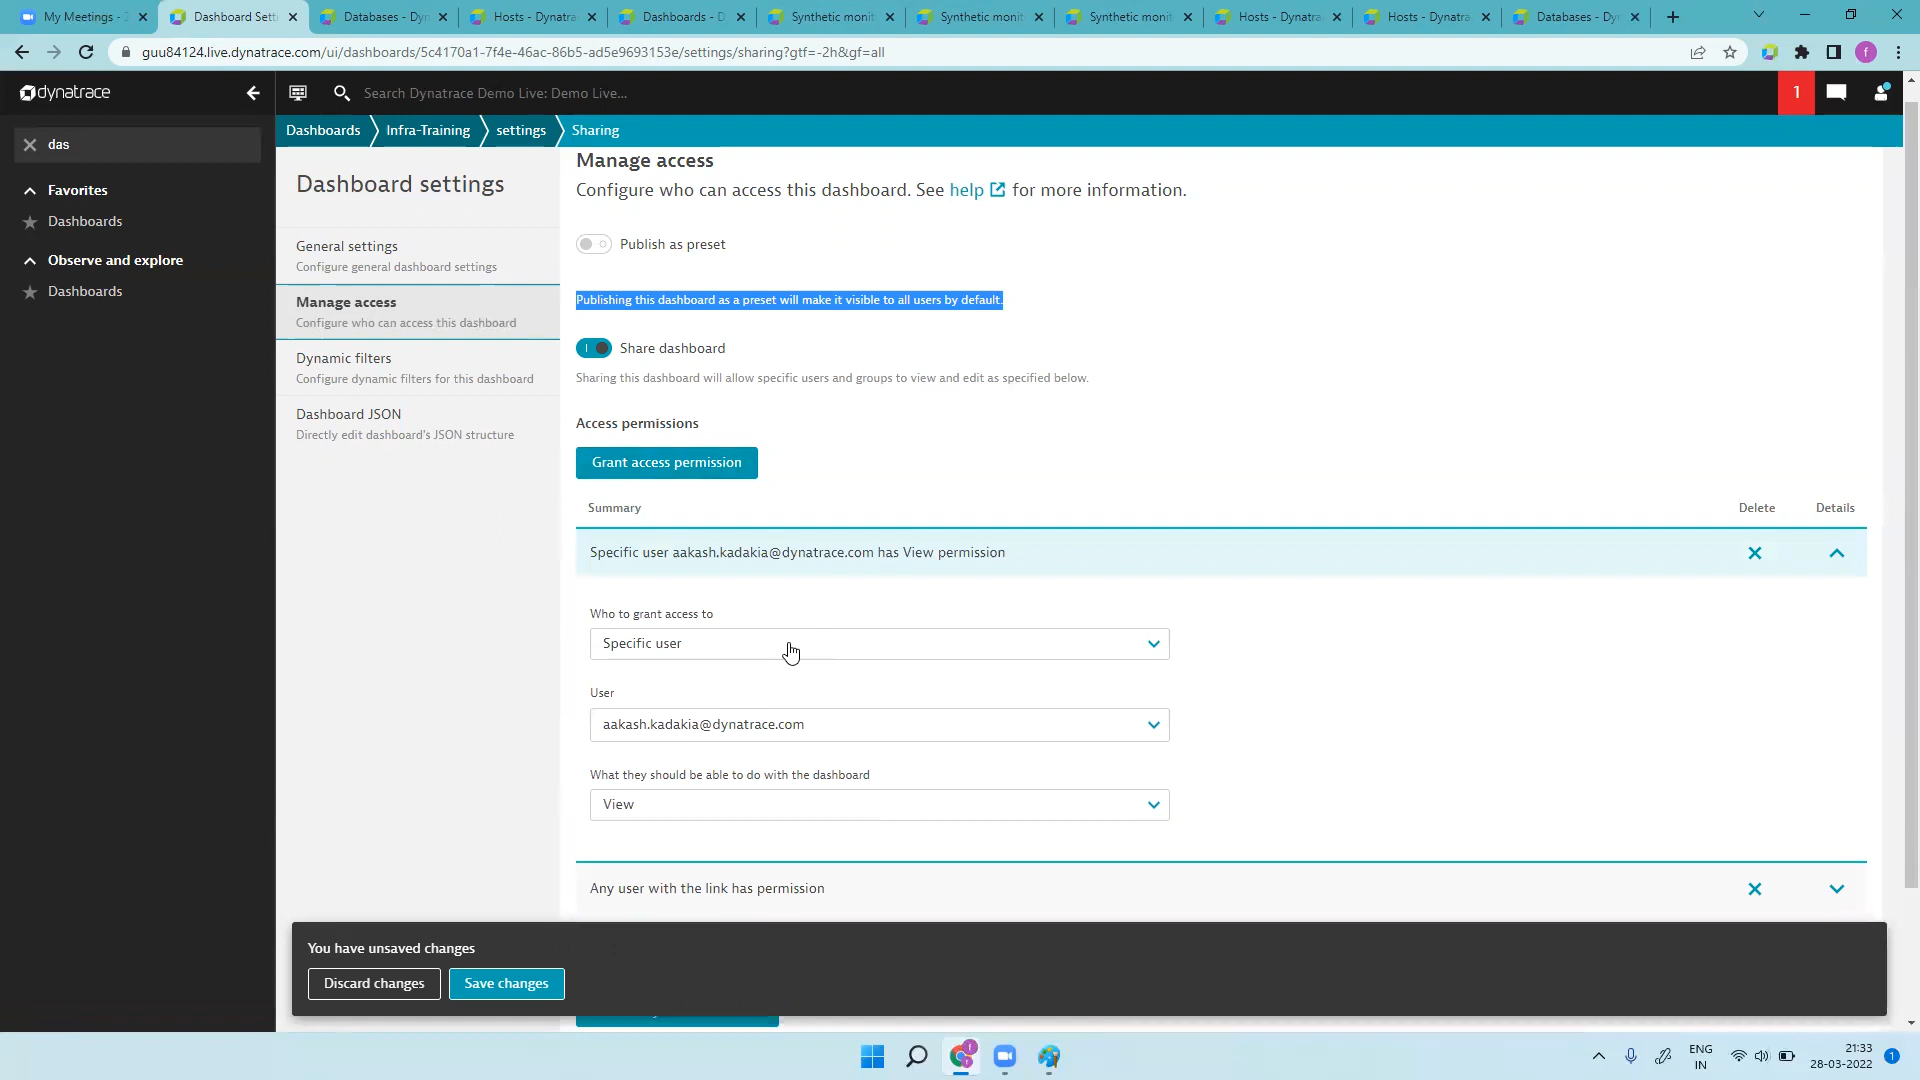 My Meetings - Z
Dashboard Sett
Databases - Dyn
Hosts - Dynatra
Dashboards - D
Synthetic monit
Synthetic monit
Synthetic monit
Hosts - Dynatra
Hosts - Dynatra
Databases - Dy
guu84124.live.dynatrace.com/ui/dashboards/5c4170a1-7f4e-46ac-86b5-ad5e9693153e/settings/sharing?gtf=-2h&gf=all
f
dynatrace
Search Dynatrace Demo Live: Demo Live...
1
das
Favorites
Dashboards
Observe and explore
Dashboards
Dashboards
Infra-Training
settings
Sharing
Dashboard settings
General settings
Configure general dashboard settings
Manage access
Configure who can access this dashboard
Dynamic filters
Configure dynamic filters for this dashboard
Dashboard JSON
Directly edit dashboard's JSON structure
Manage access
Configure who can access this dashboard. See help for more information.
Publish as preset
Publishing this dashboard as a preset will make it visible to all users by default.
Share dashboard
Sharing this dashboard will allow specific users and groups to view and edit as specified below.
Access permissions
Grant access permission
Summary Delete Details
Specific user aakash.kadakia@dynatrace.com has View permission
Who to grant access to
Specific user
User
aakash.kadakia@dynatrace.com
What they should be able to do with the dashboard
View
Any user with the link has permission
You have unsaved changes
Discard changes
Save changes
ENG
IN
21:33
28-03-2022
1